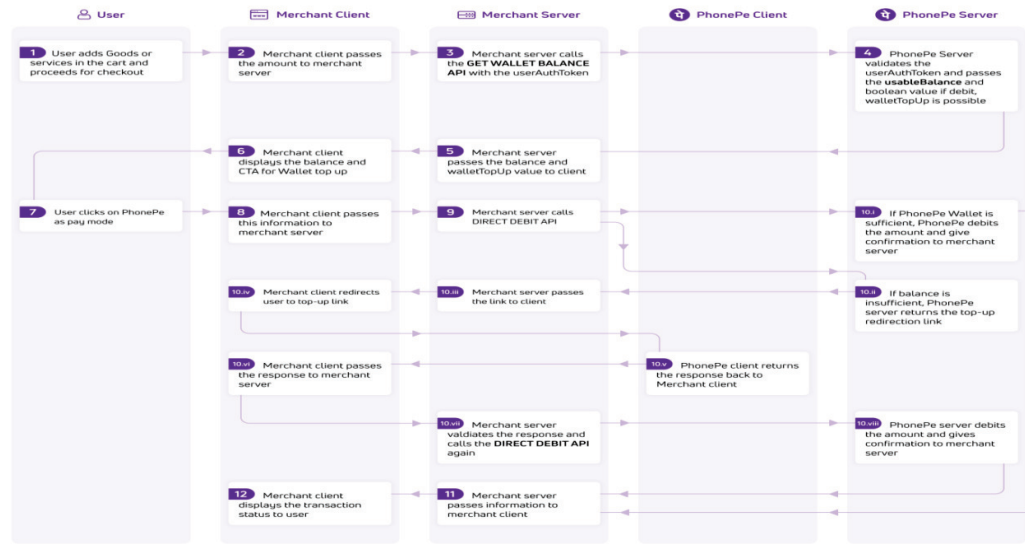 User
Merchant Client
Merchant Server
PhonePe Client
PhonePe Server
1 User adds Goods or
services in the cart and
proceeds for checkout
2 Merchant client passes
the amount to merchant
server
3 Merchant server calls
the GET WALLET BALANCE
API with the userAuthToken
4 PhonePe Server
validates the
userAuthToken and passes
the usableBalance and
boolean value if debit,
walletTopUp is possible
6 Merchant client
displays the balance and
CTA for Wallet top up
5 Merchant server
passes the balance and
walletTopUp value to client
7 User clicks on PhonePe
as pay mode
8 Merchant client passes
this information to
merchant server
9 Merchant server calls
DIRECT DEBIT API
10.i If PhonePe Wallet is
sufficient, PhonePe debits
the amount and give
confirmation to merchant
server
10.iv Merchant client redirects
user to top-up link
10.iii Merchant server passes
the link to client
10.ii If balance is
insufficient, PhonePe
server returns the top-up
redirection link
10.vi Merchant client passes
the response to merchant
server
10.v PhonePe client returns
the response back to
Merchant client
10.vii Merchant server
valdiates the response and
calls the DIRECT DEBIT API
again
10.viii PhonePe server debits
the amount and gives
confirmation to merchant
server
12 Merchant client
displays the transaction
status to user
11 Merchant server
passes information to
merchant client